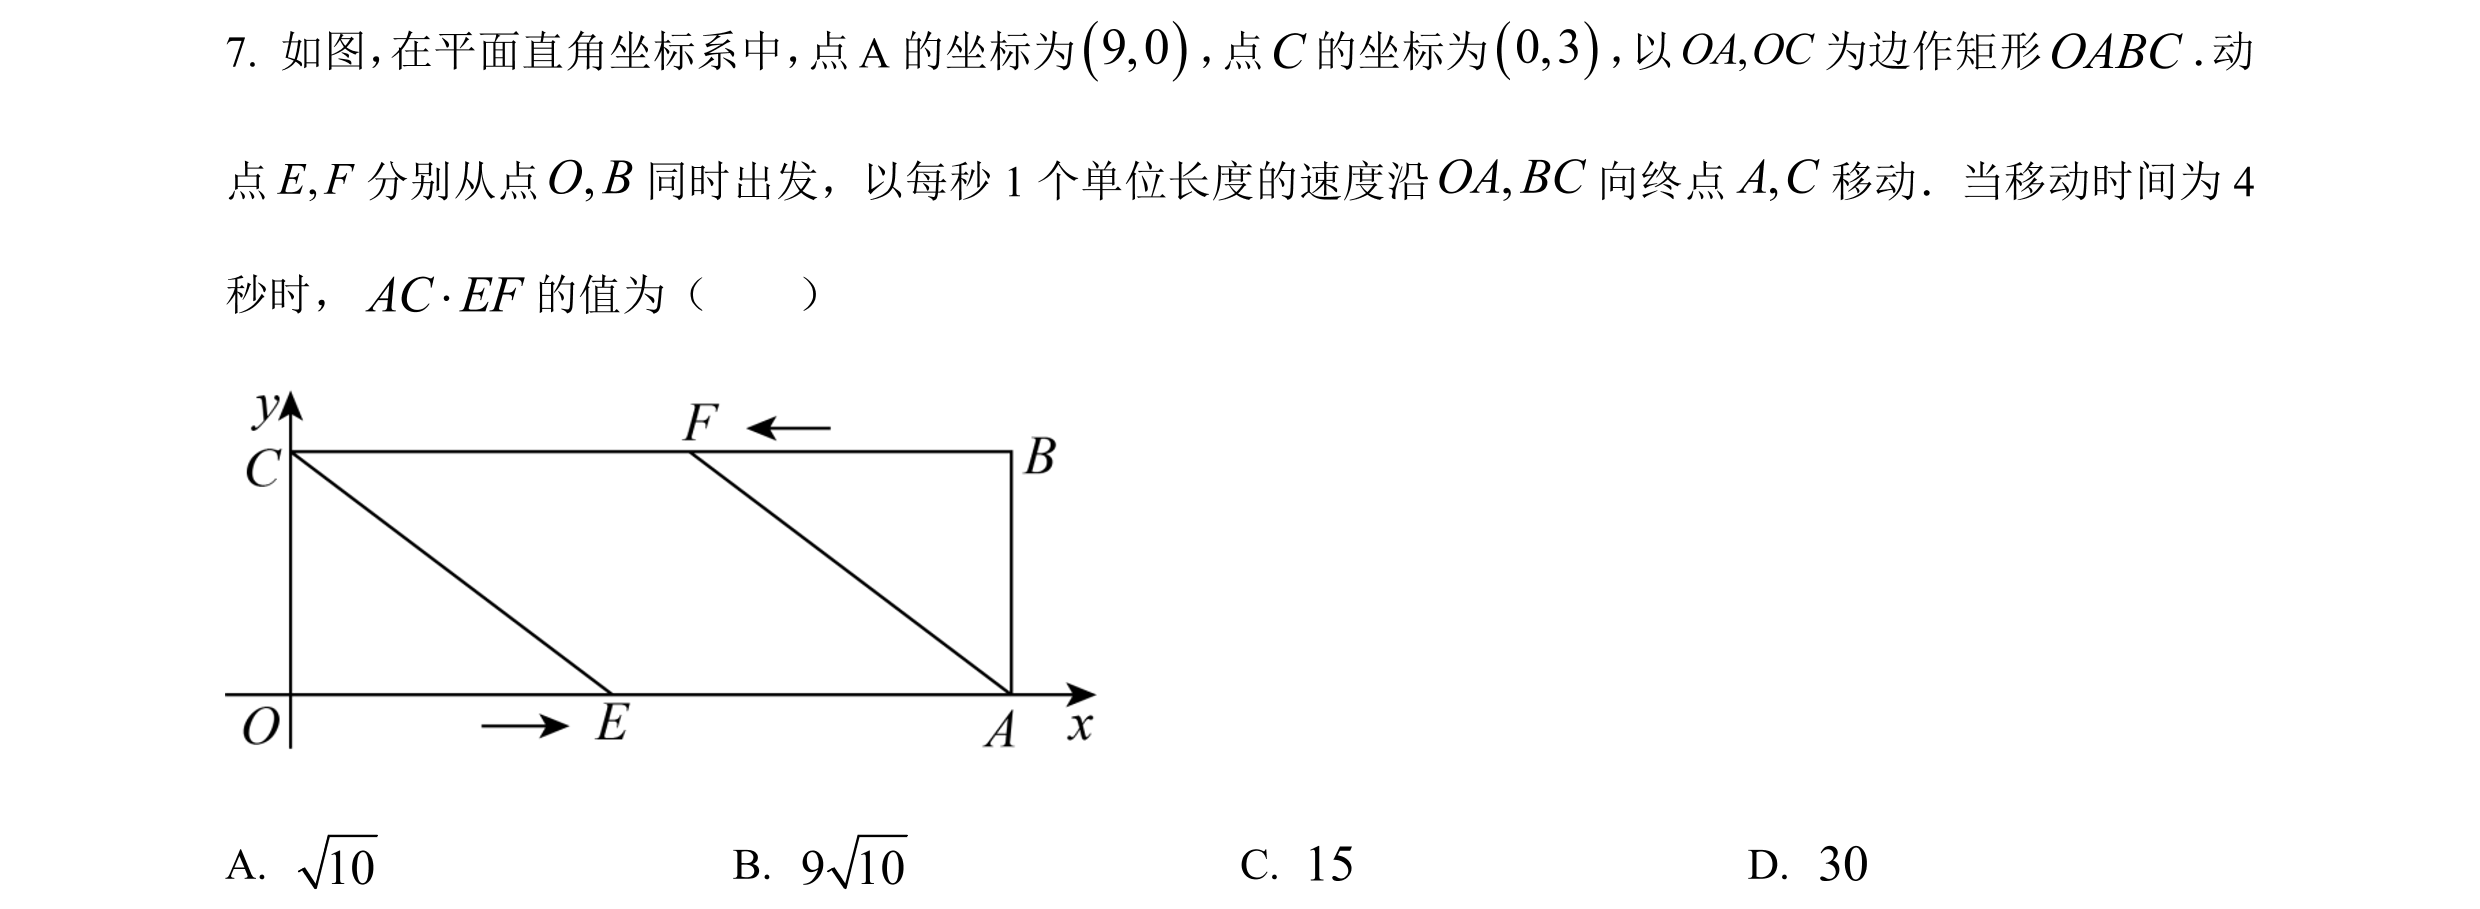 7. 如图,在平面直角坐标系中,点 A 的坐标为(9,0),点C的坐标为(0,3),以OA,OC为边作矩形OABC.动
点E,F分别从点O,B同时出发，以每秒 1 个单位长度的速度沿OA,BC向终点A,C移动．当移动时间为 4
秒时，AC·EF的值为（ ）
y
C
F
B
O
E
A
x
A. √10 B. 9√10 C. 15 D. 30